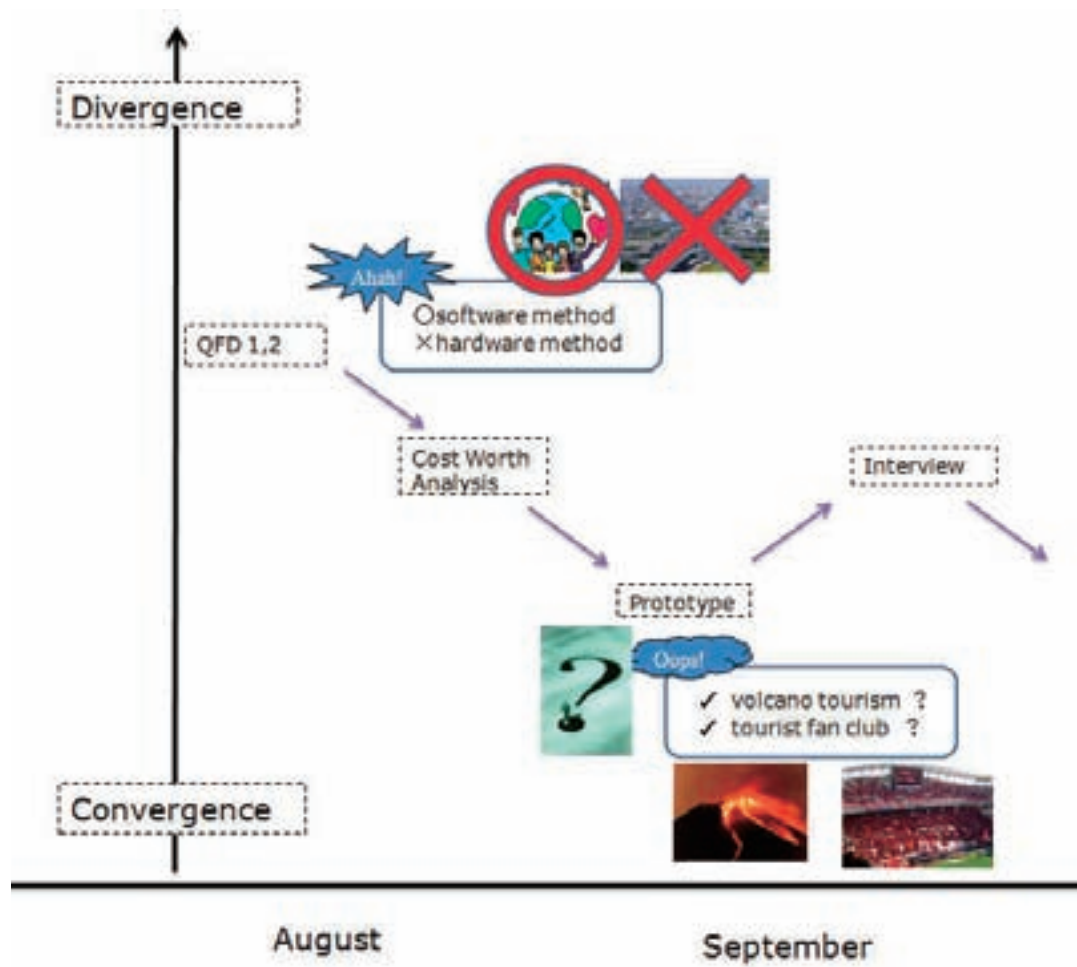 Divergence
Ahah!
○software method
×hardware method
QFD 1,2
Cost Worth
Analysis
Interview
Prototype
Oops!
✓ volcano tourism ?
✓ tourist fan club ?
Convergence
August
September